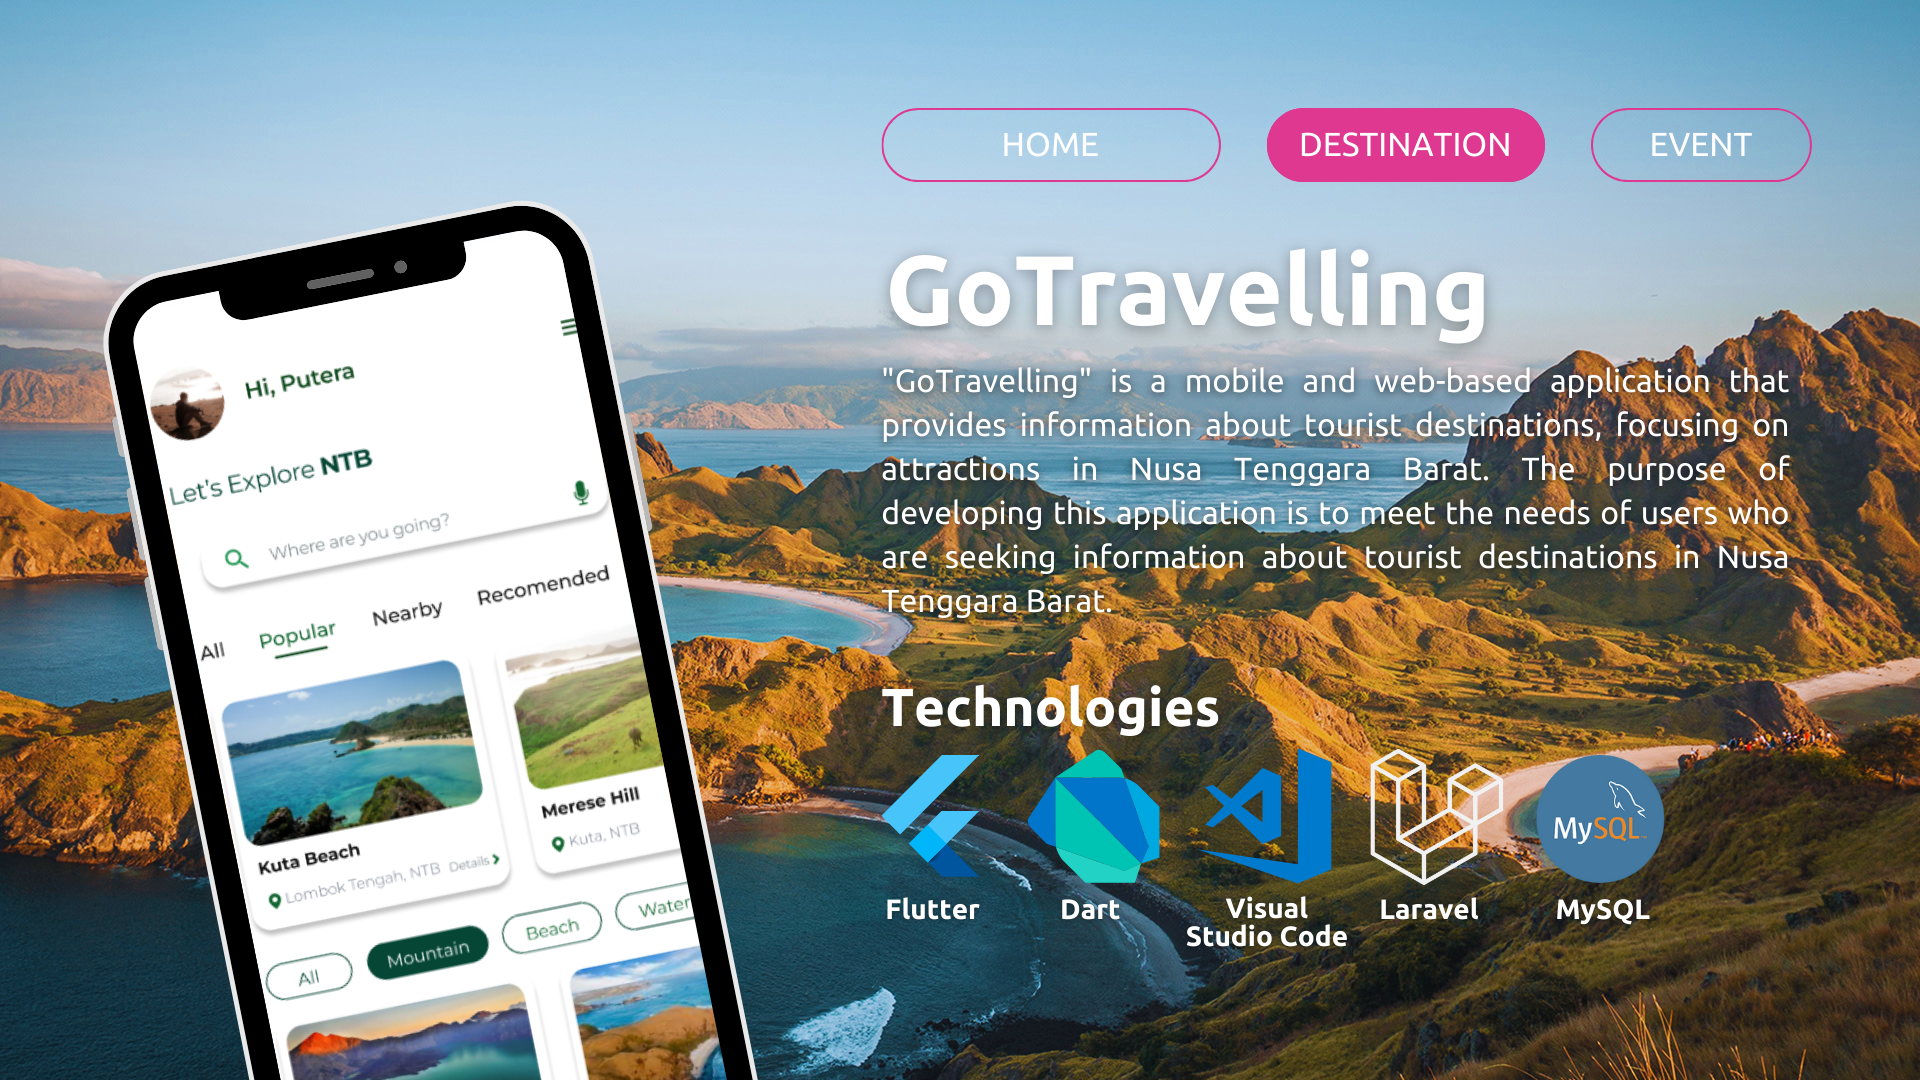 HOME
DESTINATION
EVENT
GoTravelling
"GoTravelling" is a mobile and web-based application that
provides information about tourist destinations, focusing on
attractions in Nusa Tenggara Barat. The purpose of
developing this application is to meet the needs of users who
are seeking information about tourist destinations in Nusa
Tenggara Barat.
Technologies
Flutter
Dart
Visual
Studio Code
Laravel
MySQL
MySQL
Hi, Putera
Let's Explore NTB
Where are you going?
All
Popular
Nearby
Recomended
Kuta Beach
Lombok Tengah, NTB
Details
Merese Hill
Kuta, NTB
All
Mountain
Beach
Water